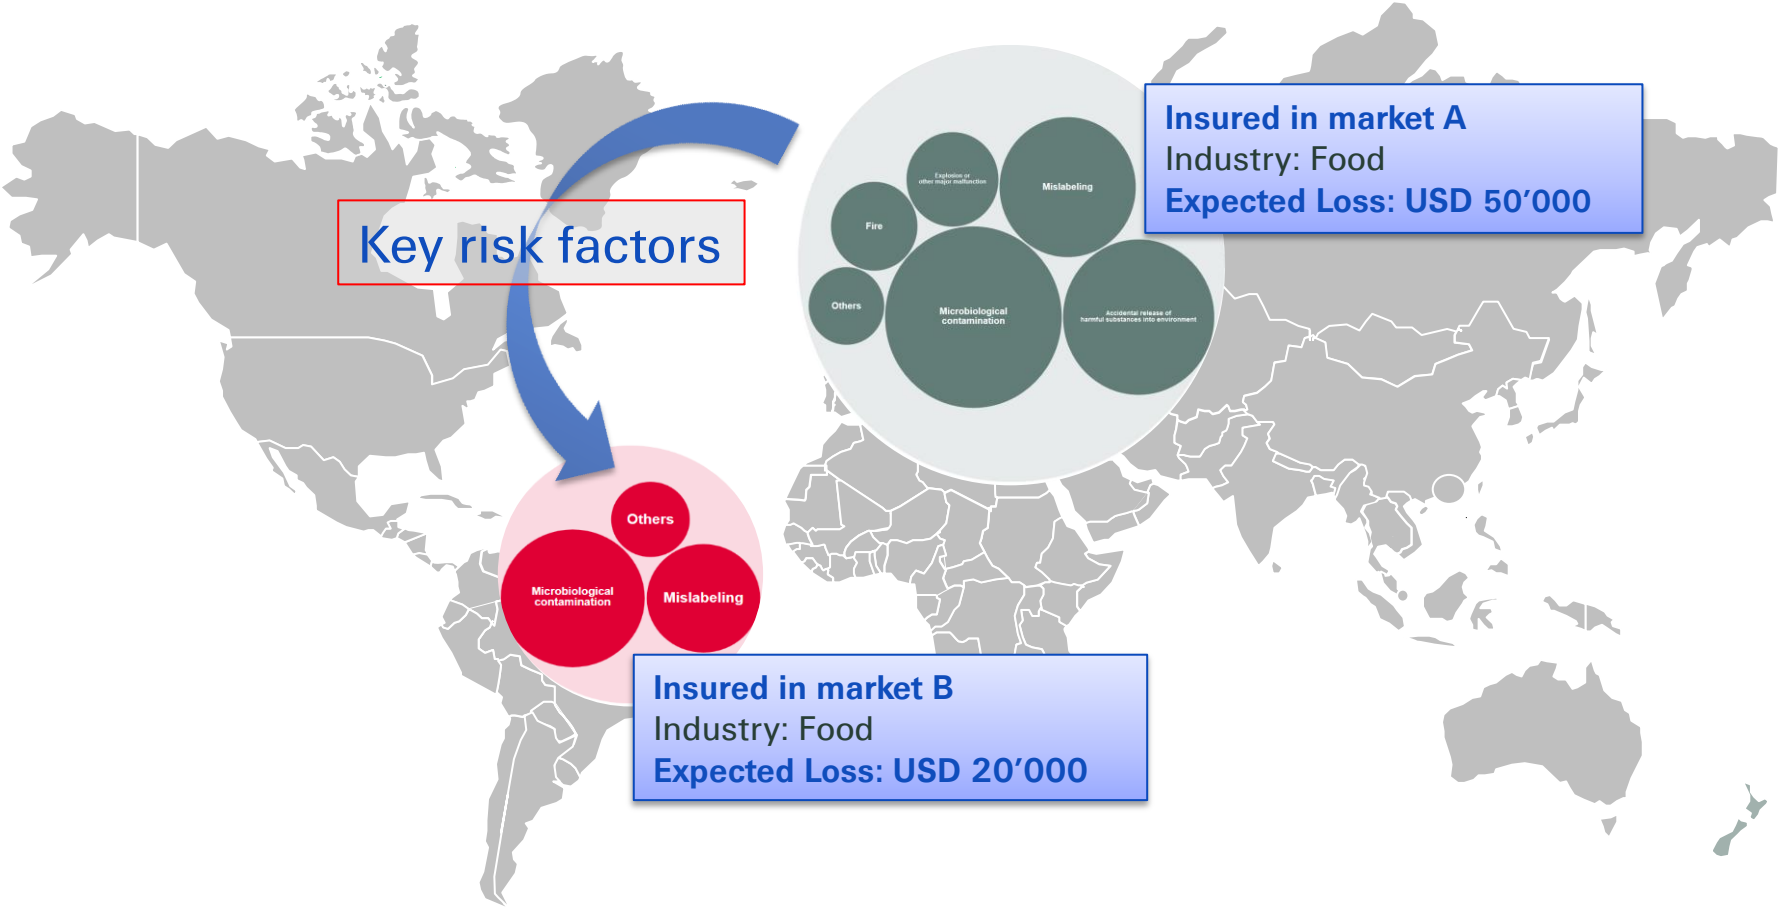 Insured in market A
Industry: Food
Expected Loss: USD 50’000
Explosion or
other major malfunction
Mislabeling
Fire
Others
Microbiological
contamination
Accidental release of
harmful substances into environment
Key risk factors
Others
Microbiological
contamination
Mislabeling
Insured in market B
Industry: Food
Expected Loss: USD 20’000